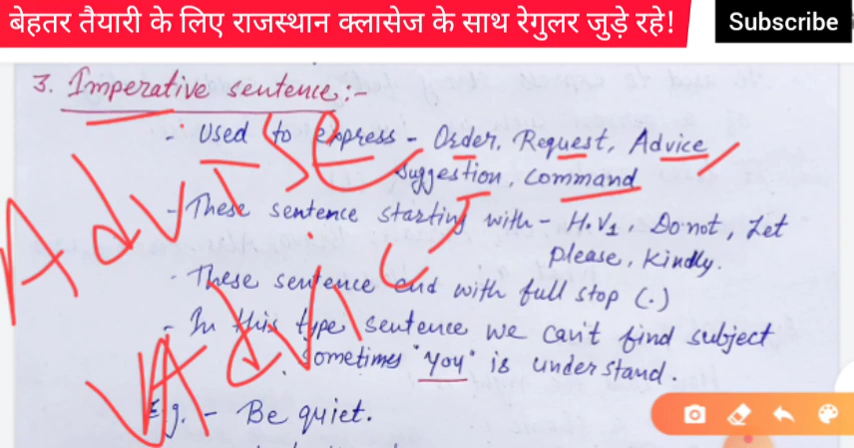 बेहतर तैयारी के लिए राजस्थान क्लासेज के साथ रेगुलर जुड़े रहे!
Subscribe
3. Imperative sentence:-
- Used to express - Order, Request, Advice
Suggestion, Command
- These sentence starting with - H.V1, Do not, Let
please, Kindly.
- These sentence end with full stop (.)
- In this type sentence we can't find subject
sometimes "you" is understand.
E.g. - Be quiet.
AdvISE
AdvIC